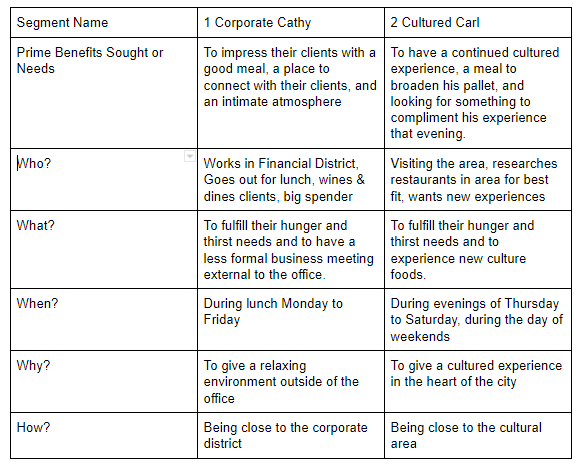 Segment Name
1 Corporate Cathy
2 Cultured Carl
Prime Benefits Sought or
Needs
To impress their clients with a
good meal, a place to
connect with their clients, and
an intimate atmosphere
To have a continued cultured
experience, a meal to
broaden his pallet, and
looking for something to
compliment his experience
that evening.
Who?
Works in Financial District,
Goes out for lunch, wines &
dines clients, big spender
Visiting the area, researches
restaurants in area for best
fit, wants new experiences
What?
To fulfill their hunger and
thirst needs and to have a
less formal business meeting
external to the office.
To fulfill their hunger and
thirst needs and to
experience new culture
foods.
When?
During lunch Monday to
Friday
During evenings of Thursday
to Saturday, during the day of
weekends
Why?
To give a relaxing
environment outside of the
office
To give a cultured experience
in the heart of the city
How?
Being close to the corporate
district
Being close to the cultural
area